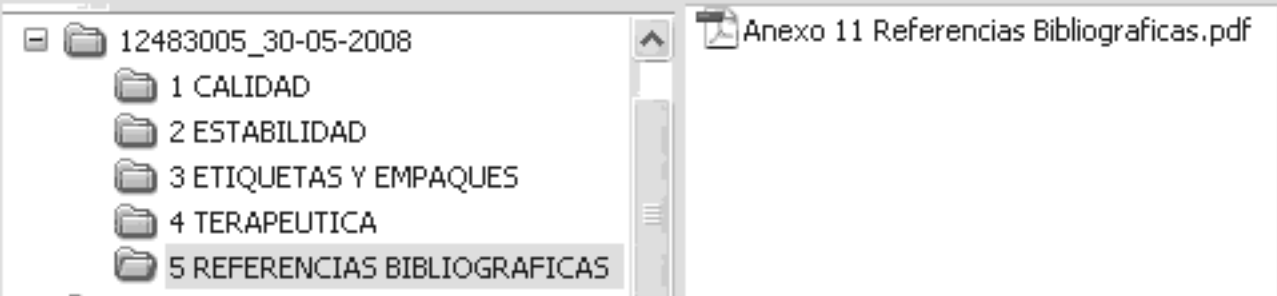 12483005_30-05-2008
1 CALIDAD
2 ESTABILIDAD
3 ETIQUETAS Y EMPAQUES
4 TERAPEUTICA
5 REFERENCIAS BIBLIOGRAFICAS
Anexo 11 Referencias Bibliograficas.pdf